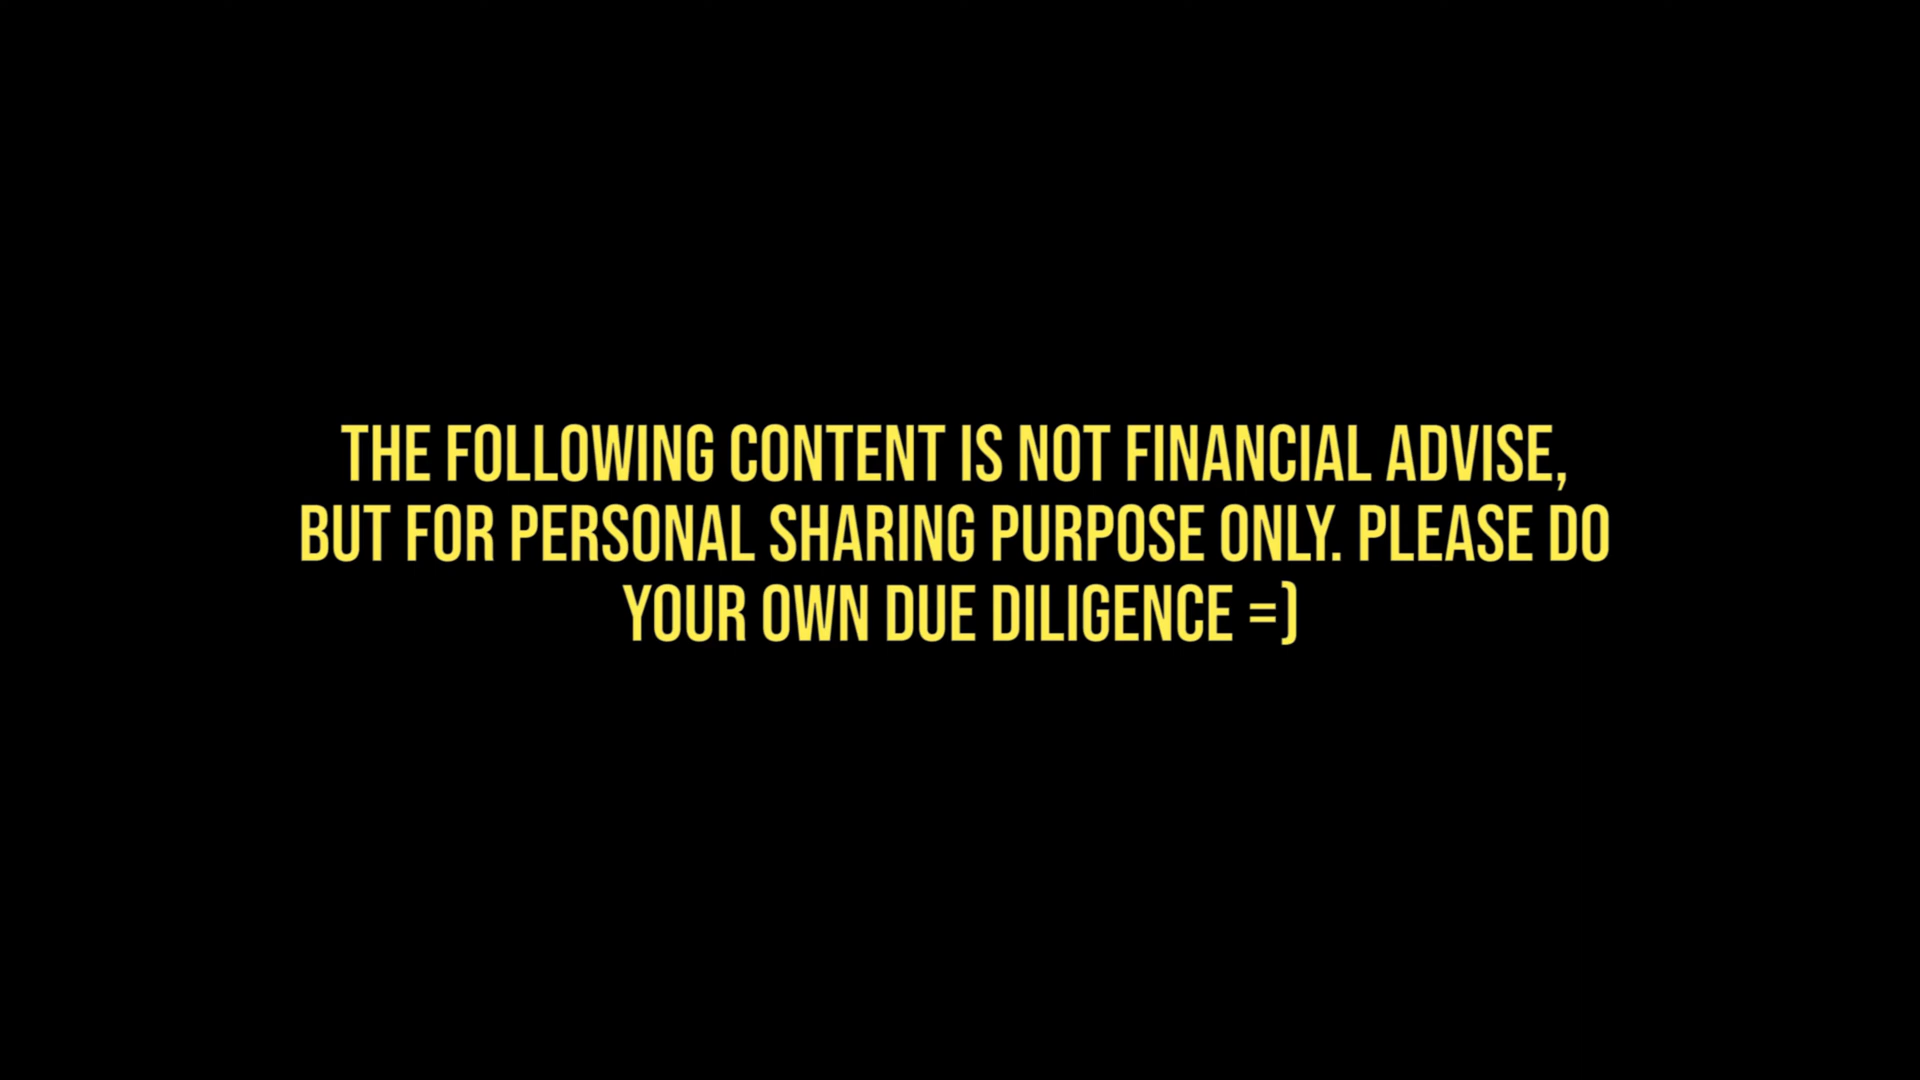 THE FOLLOWING CONTENT IS NOT FINANCIAL ADVISE,
BUT FOR PERSONAL SHARING PURPOSE ONLY. PLEASE DO
YOUR OWN DUE DILIGENCE =)